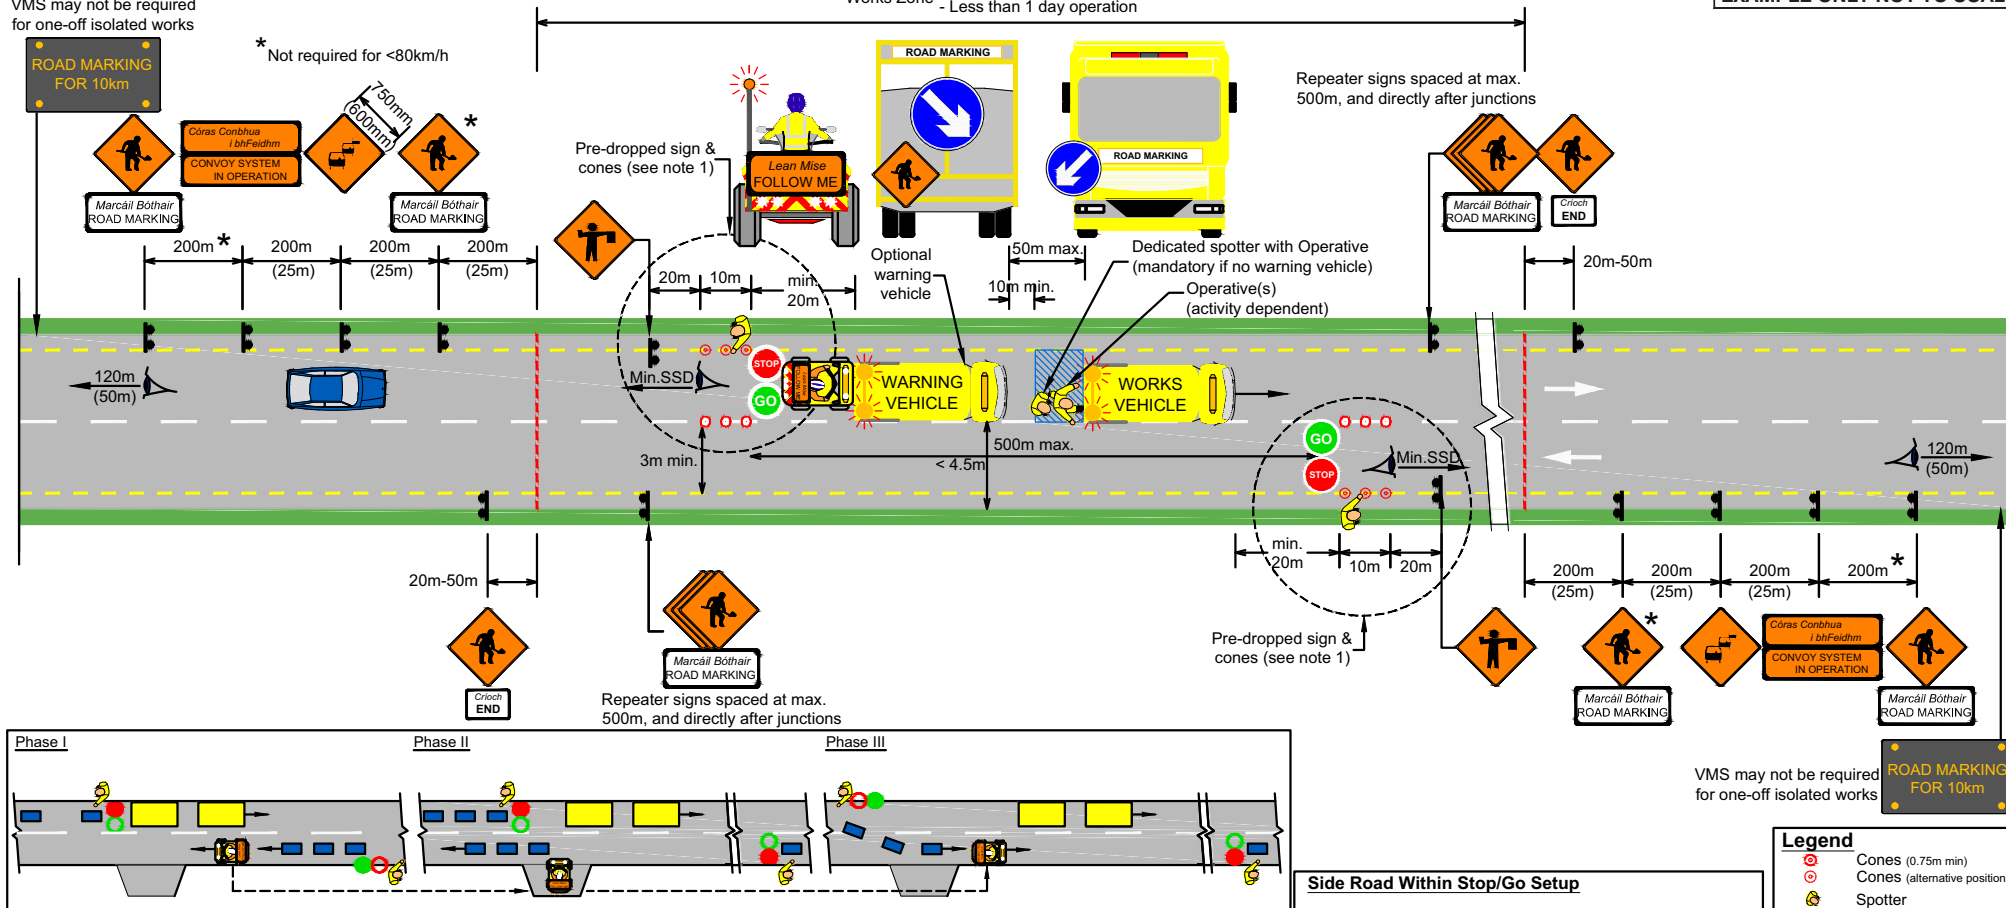 VMS may not be required
for one-off isolated works
ROAD MARKING
FOR 10km
*Not required for <80km/h
750mm
(600mm)
*
Córas Conbhua
i bhFeidhm
CONVOY SYSTEM
IN OPERATION
Marcáil Bóthair
ROAD MARKING
Marcáil Bóthair
ROAD MARKING
Works Zone
- Less than 1 day operation
Pre-dropped sign &
cones (see note 1)
Lean Mise
FOLLOW ME
ROAD MARKING
ROAD MARKING
Repeater signs spaced at max.
500m, and directly after junctions
Marcáil Bóthair
ROAD MARKING
Críoch
END
200m*
200m
(25m)
200m
(25m)
200m
(25m)
20m
10m
min.
20m
Optional
warning
vehicle
50m max.
10m min.
Dedicated spotter with Operative
(mandatory if no warning vehicle)
Operative(s)
(activity dependent)
20m-50m
120m
(50m)
Min.SSD
STOP
GO
FOLLOW ME
WARNING
VEHICLE
WORKS
VEHICLE
3m min.
500m max.
< 4.5m
GO
STOP
Min.SSD
120m
(50m)
20m-50m
min.
20m
10m
20m
200m
(25m)
200m
(25m)
200m
(25m)
200m*
Críoch
END
Marcáil Bóthair
ROAD MARKING
Repeater signs spaced at max.
500m, and directly after junctions
Pre-dropped sign &
cones (see note 1)
*
Marcáil Bóthair
ROAD MARKING
Córas Conbhua
i bhFeidhm
CONVOY SYSTEM
IN OPERATION
Marcáil Bóthair
ROAD MARKING
VMS may not be required
for one-off isolated works
ROAD MARKING
FOR 10km
Phase I
Phase II
Phase III
Side Road Within Stop/Go Setup
Legend
Cones (0.75m min)
Cones (alternative position
Spotter